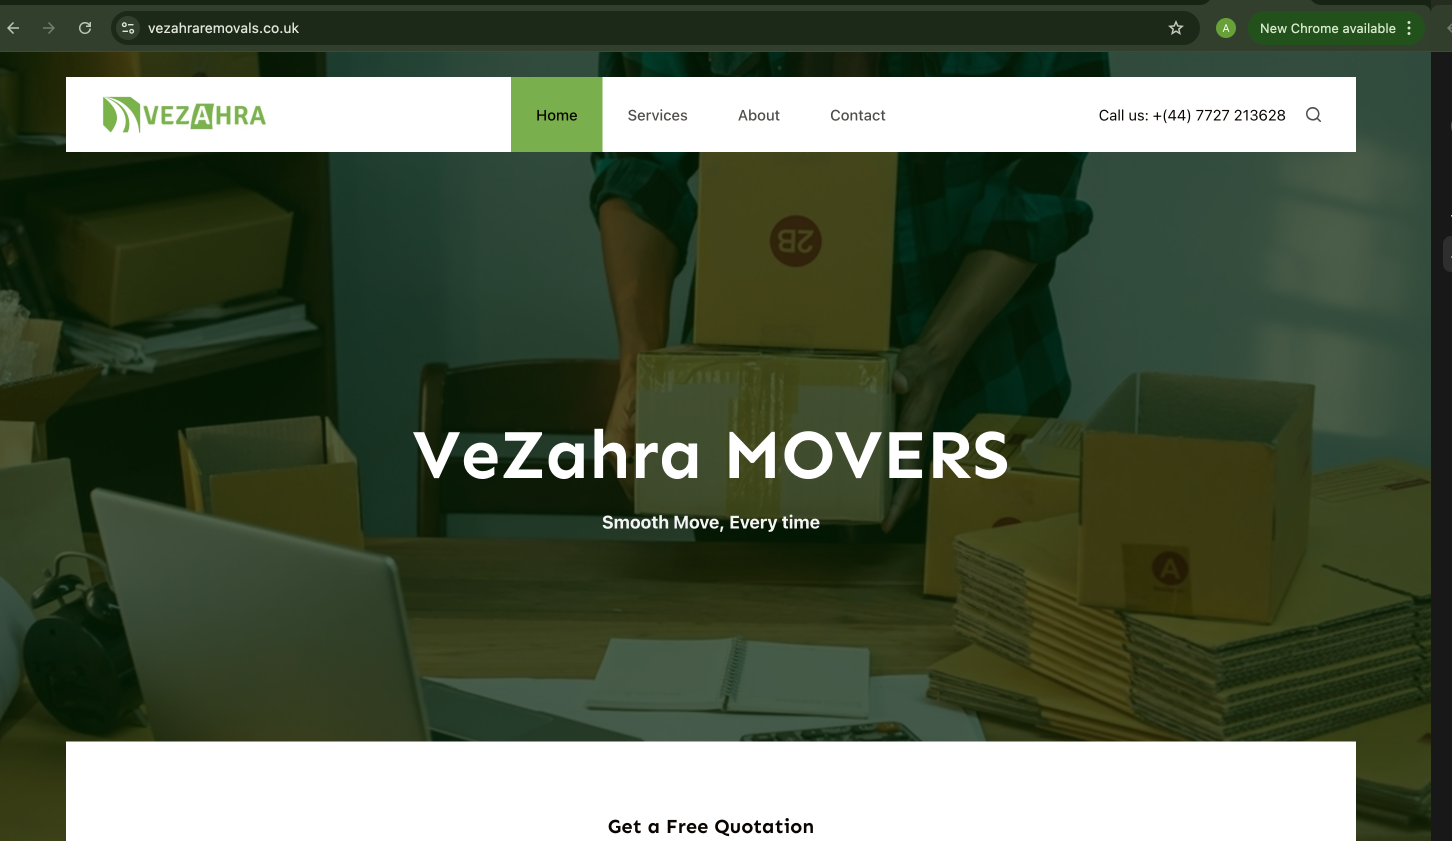 vezahraremovals.co.uk
A
New Chrome available
VEZAHRA
Home
Services
About
Contact
Call us: +(44) 7727 213628
2B
VeZahra MOVERS
Smooth Move, Every time
A
Get a Free Quotation